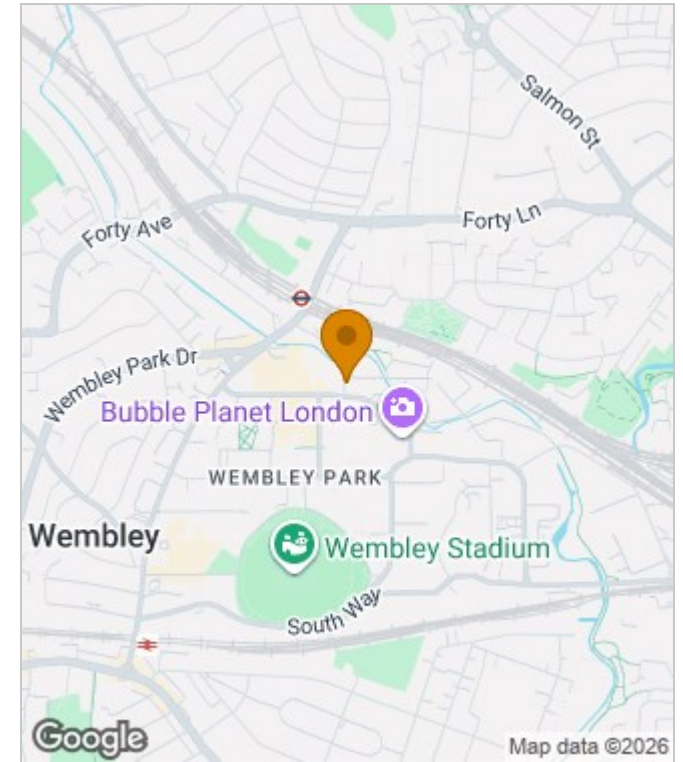 Salmon St
Forty Ave
Forty Ln
Wembley Park Dr
Bubble Planet London
WEMBLEY PARK
Wembley
Wembley Stadium
South Way
Google
Map data ©2026